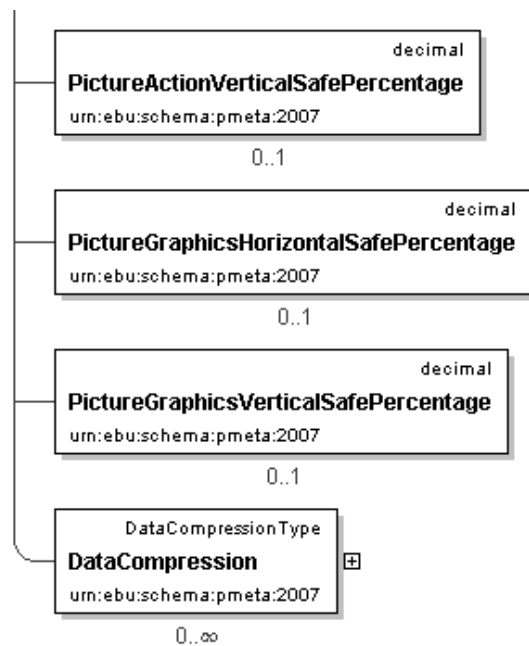 decimal
PictureActionVerticalSafePercentage
urn:ebu:schema:pmeta:2007
0..1
decimal
PictureGraphicsHorizontalSafePercentage
urn:ebu:schema:pmeta:2007
0..1
decimal
PictureGraphicsVerticalSafePercentage
urn:ebu:schema:pmeta:2007
0..1
DataCompressionType
DataCompression
urn:ebu:schema:pmeta:2007
0..∞